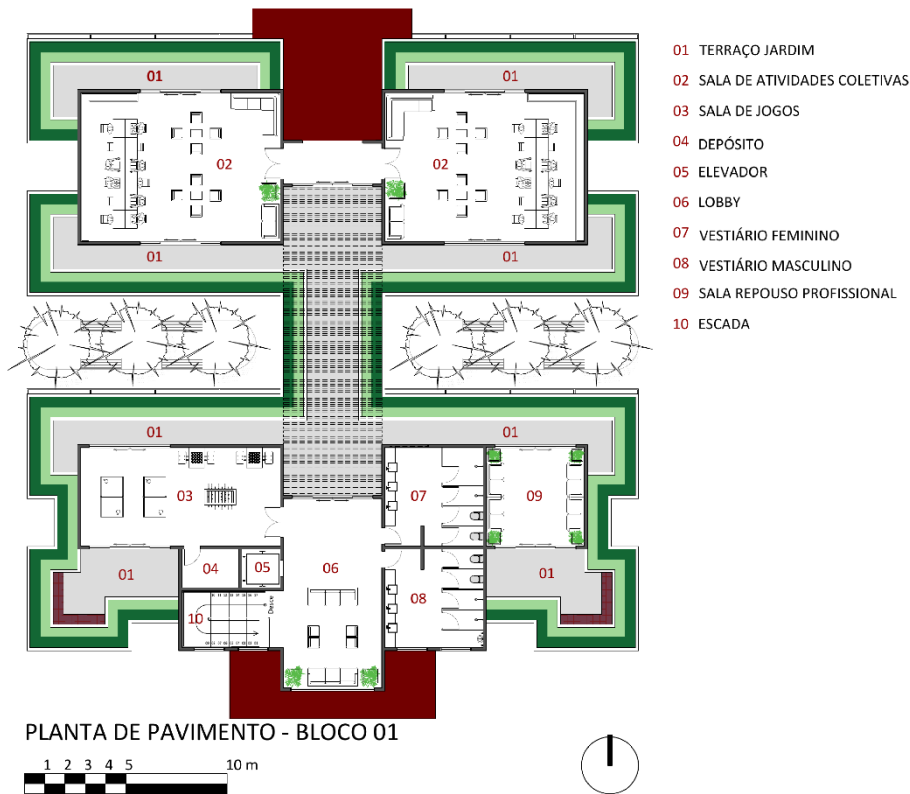 01 TERRAÇO JARDIM
02 SALA DE ATIVIDADES COLETIVAS
03 SALA DE JOGOS
04 DEPÓSITO
05 ELEVADOR
06 LOBBY
07 VESTIÁRIO FEMININO
08 VESTIÁRIO MASCULINO
09 SALA REPOUSO PROFISSIONAL
10 ESCADA
01 01
02 02
01 01
01 01
03 07 09
04 05 06 01 01
08
10 Desce
PLANTA DE PAVIMENTO - BLOCO 01
1 2 3 4 5 10 m